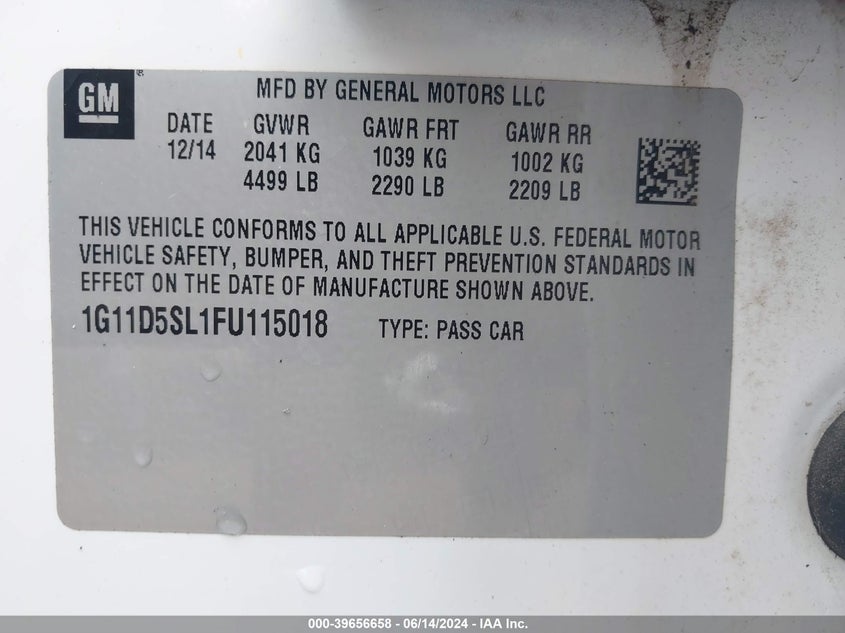 GM ®
MFD BY GENERAL MOTORS LLC
DATE GVWR GAWR FRT GAWR RR
12/14 2041 KG 1039 KG 1002 KG
4499 LB 2290 LB 2209 LB
THIS VEHICLE CONFORMS TO ALL APPLICABLE U.S. FEDERAL MOTOR
VEHICLE SAFETY, BUMPER, AND THEFT PREVENTION STANDARDS IN
EFFECT ON THE DATE OF MANUFACTURE SHOWN ABOVE.
1G11D5SL1FU115018 TYPE: PASS CAR
000-39656658 - 06/14/2024 - IAA Inc.